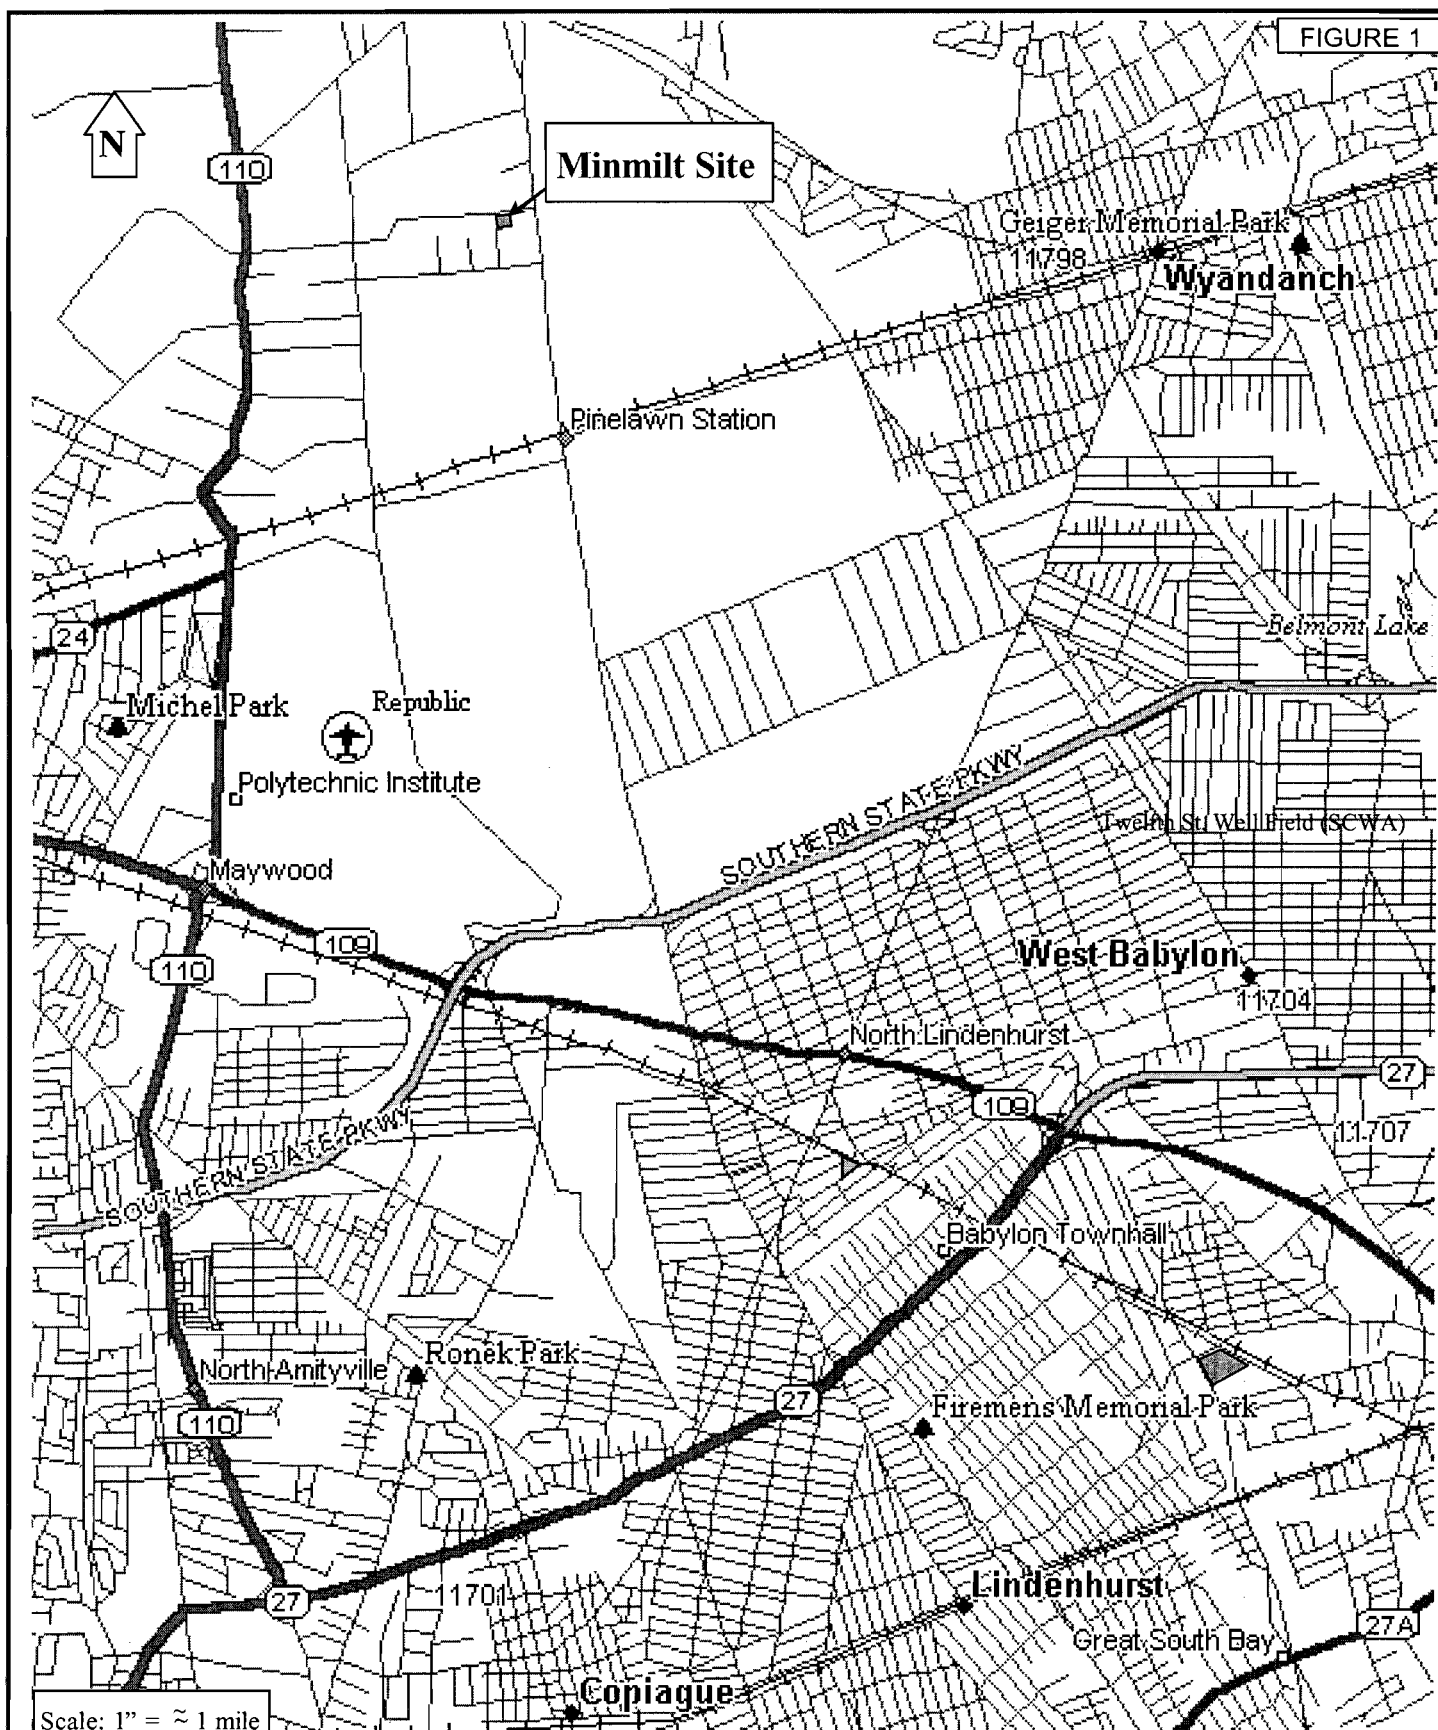 FIGURE 1
N
110
Minmilt Site
Geiger Memorial Park
11798
Wyandanch
Pinelawn Station
24
Belmont Lake
Michel Park
Republic
Polytechnic Institute
SOUTHERN STATE PKWY
Twelfth St. Well Field (SCWA)
Maywood
109
110
West Babylon
11704
North Lindenhurst
27
109
11707
SOUTHERN STATE PKWY
Babylon Townhall
Ronek Park
North Amityville
27
Firemens Memorial Park
110
Lindenhurst
27
11701
27A
Great South Bay
Copiague
Scale: 1" = ≈ 1 mile